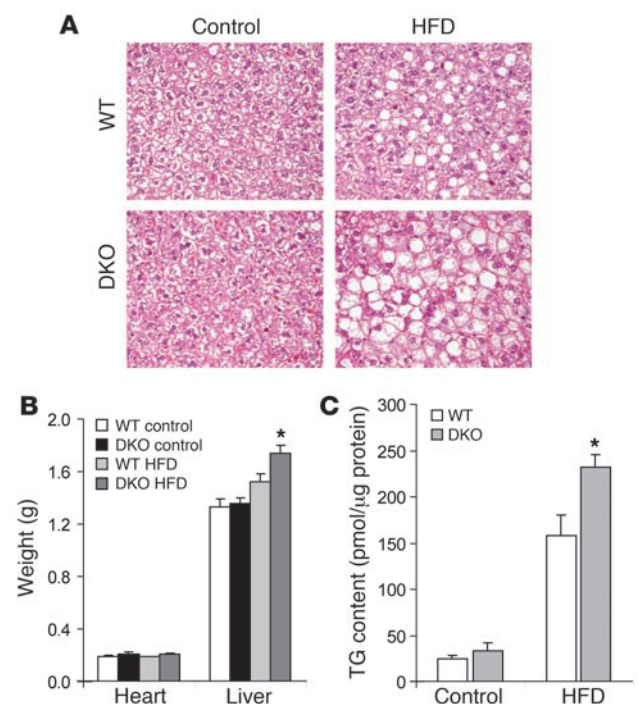 A
Control
HFD
WT
DKO
B
WT control
DKO control
WT HFD
DKO HFD
Weight (g)
2.0
1.6
1.2
0.8
0.4
0.0
*
Heart
Liver
C
WT
DKO
TG content (pmol/µg protein)
300
250
200
150
100
50
0
*
Control
HFD